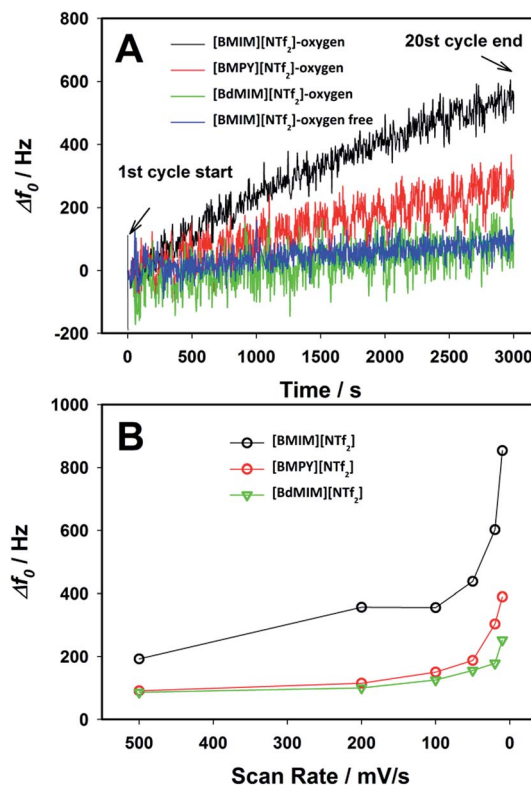 800
A
[BMIM][NTf2]-oxygen
20st cycle end
[BMPY][NTf2]-oxygen
600
[BdMIM][NTf2]-oxygen
[BMIM][NTf2]-oxygen free
400
1st cycle start
Δf0 / Hz
200
0
-200
0 500 1000 1500 2000 2500 3000
Time / s
1000
B
[BMIM][NTf2]
[BMPY][NTf2]
800
[BdMIM][NTf2]
600
Δf0 / Hz
400
200
0
500 400 300 200 100 0
Scan Rate / mV/s